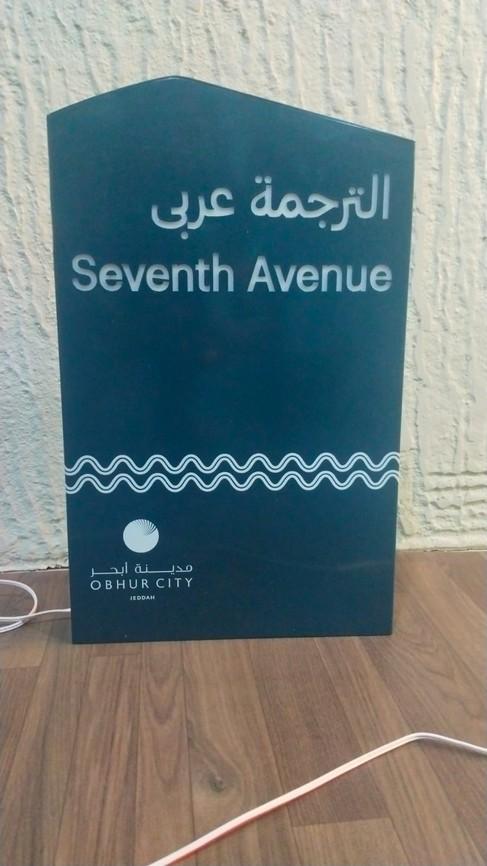 الترجمة عربى
Seventh Avenue
مدينة أبحر
OBHUR CITY
JEDDAH